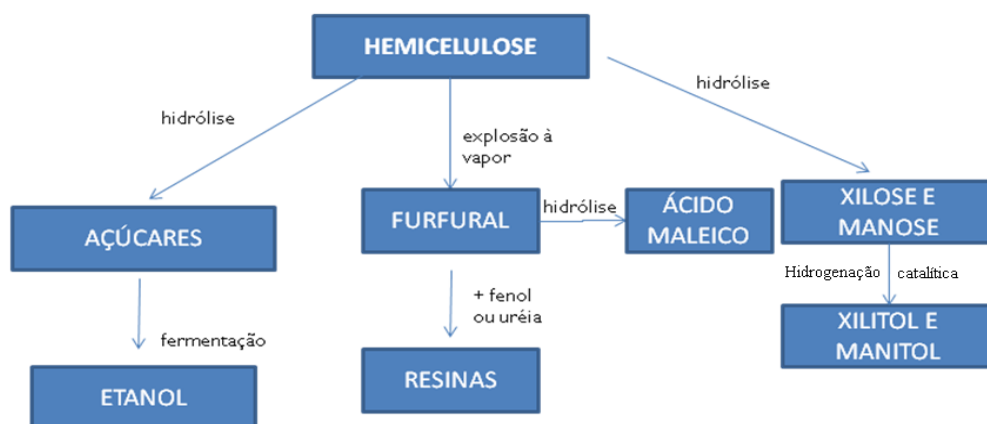 HEMICELULOSE
hidrólise
explosão à
vapor
hidrólise
AÇÚCARES
FURFURAL
hidrólise
ÁCIDO
MALEICO
XILOSE E
MANOSE
fermentação
+ fenol
ou uréia
Hidrogenação catalítica
ETANOL
RESINAS
XILITOL E
MANITOL